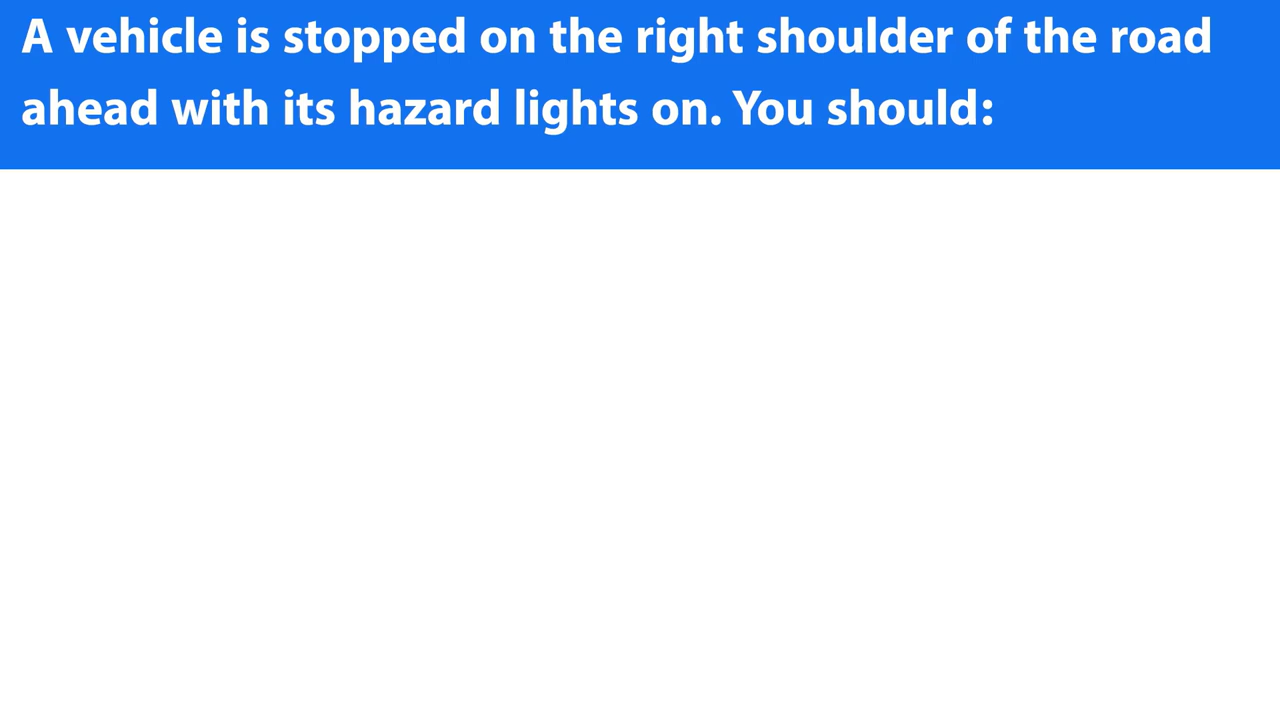 A vehicle is stopped on the right shoulder of the road
ahead with its hazard lights on. You should: